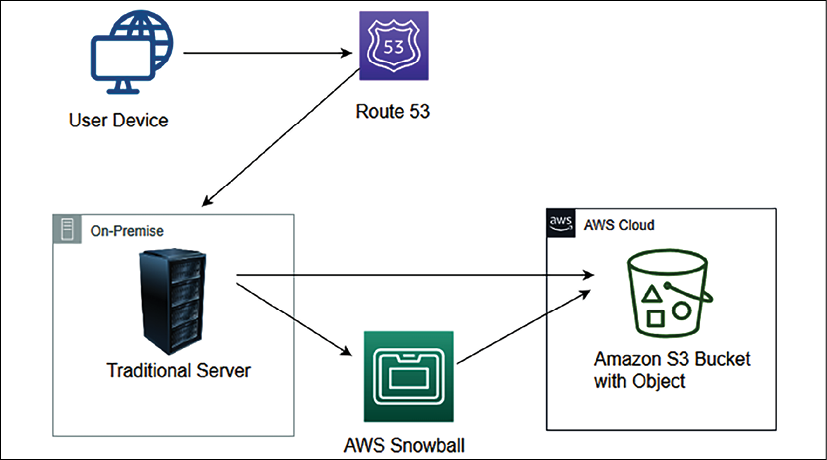 53
User Device
Route 53
On-Premise
aws
AWS Cloud
Traditional Server
Amazon S3 Bucket
with Object
AWS Snowball